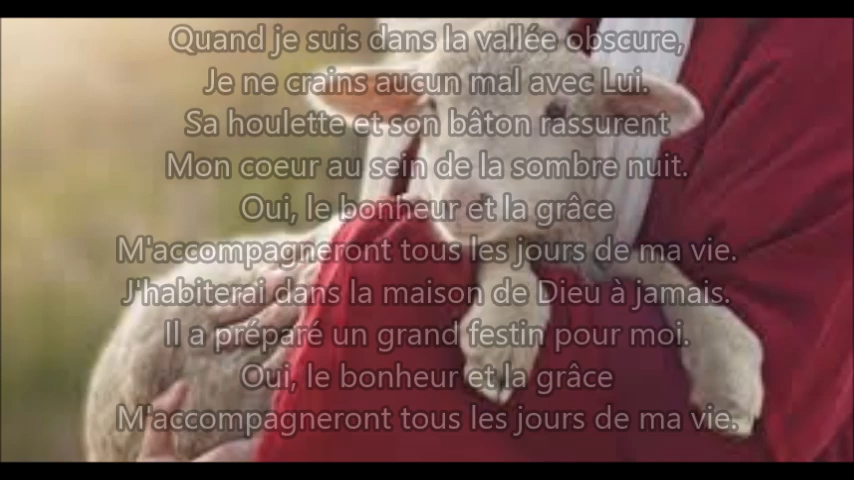 Quand je suis dans la vallée obscure,
Je ne crains aucun mal avec Lui.
Sa houlette et son bâton rassurent
Mon coeur au sein de la sombre nuit.
Oui, le bonheur et la grâce
M'accompagneront tous les jours de ma vie.
J'habiterai dans la maison de Dieu à jamais.
Il a préparé un grand festin pour moi.
Oui, le bonheur et la grâce
M'accompagneront tous les jours de ma vie.